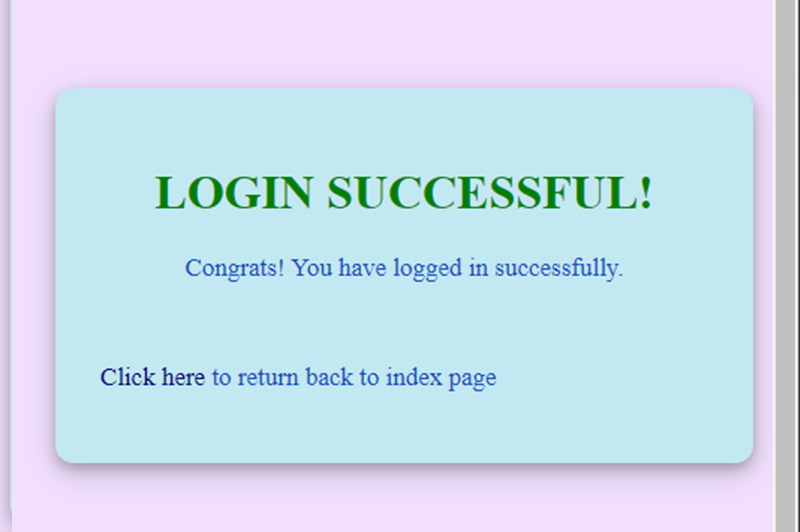 LOGIN SUCCESSFUL!
Congrats! You have logged in successfully.
Click here to return back to index page